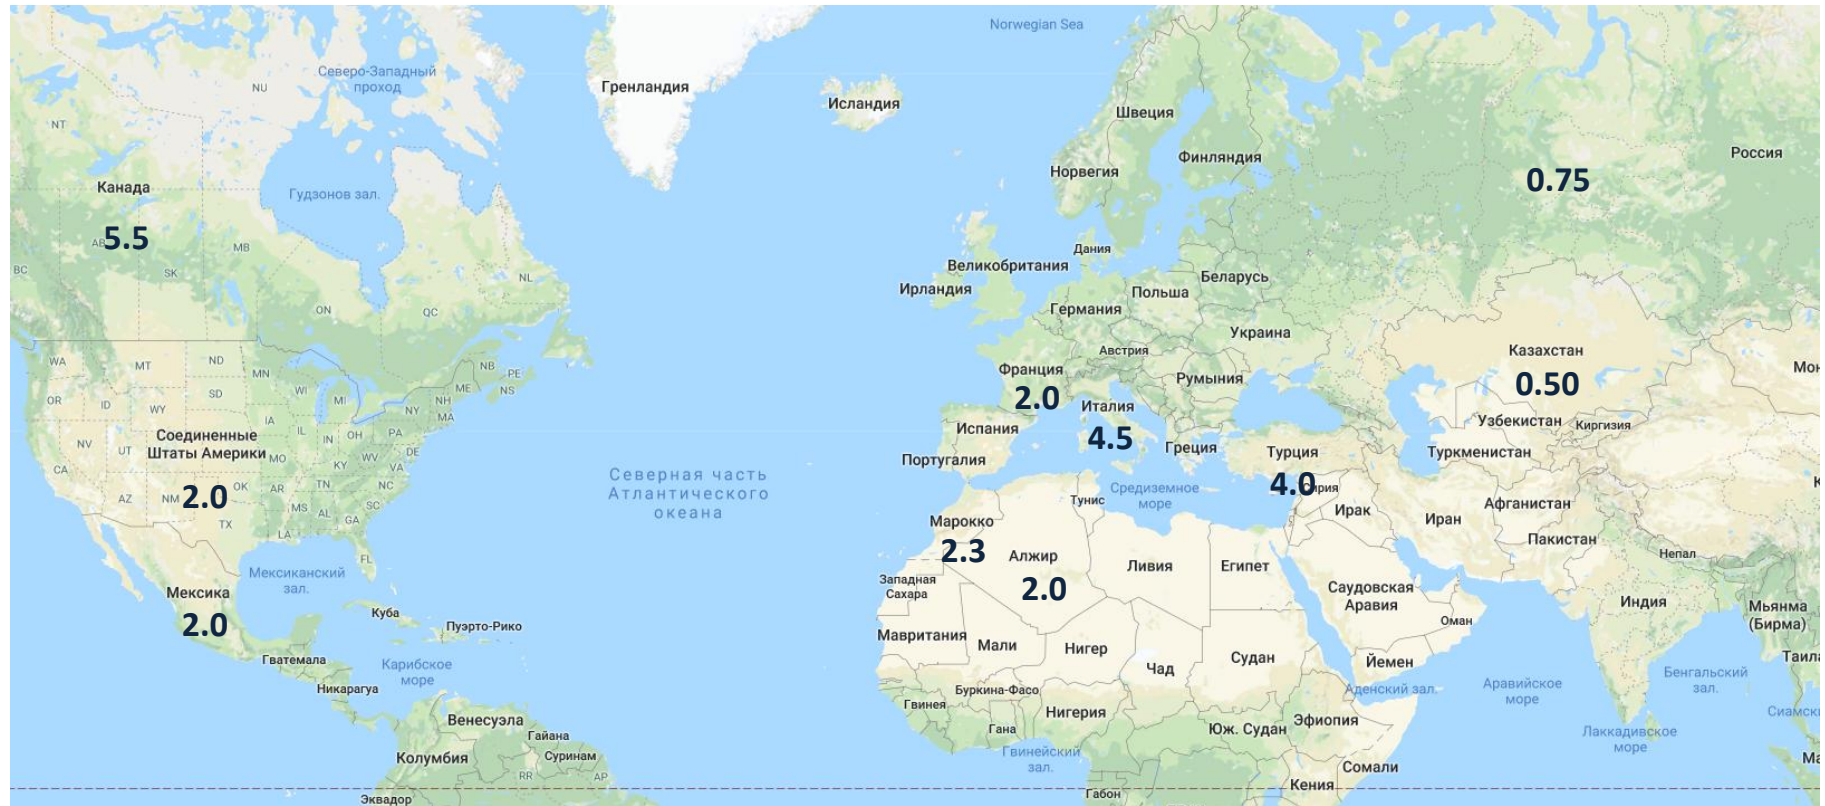 Norwegian Sea
Северо-Западный
проход
NU
Гренландия
Исландия
Швеция
NT
Россия
Финляндия
Норвегия
0.75
Канада
Гудзонов зал.
5.5
AB
MB
Дания
Великобритания
BC
SK
NL
Беларусь
Ирландия
Польша
Германия
ON
QC
Украина
Австрия
Казахстан
WA
MT
ND
MN
NB
PE
Франция
Румыния
0.50
Мон
OR
ID
WY
SD
WI
MI
ME
NS
NH
NY
MA
2.0
Италия
4.5
Узбекистан
Киргизия
IA
NV
UT
Соединенные
Штаты Америки
IL
IN
OH
PA
Испания
Греция
Турция
Туркменистан
MO
KY
WV
DE
VA
Португалия
CA
Северная часть
Атлантического
океана
AZ
NM
2.0
OK
AR
TN
NC
Тунис
Средиземное
море
4.0
Сирия
Афганистан
К
MS
AL
SC
GA
TX
LA
Марокко
Ирак
Иран
Пакистан
2.3
Алжир
Непал
FL
Мексиканский
зал.
Ливия
Египет
Мексика
Западная
Сахара
2.0
Саудовская
Аравия
Индия
Мьянма
(Бирма)
2.0
Куба
Пуэрто-Рико
Оман
Мавритания
Мали
Нигер
Чад
Судан
Йемен
Таила
Гватемала
Карибское
море
Бенгальский
зал.
Никарагуа
Буркина-Фасо
Аденский зал.
Аравийское
море
Гвинея
Нигерия
Сиамски
Венесуэла
Гайана
Гана
Юж. Судан
Эфиопия
Лаккадивское
море
Колумбия
Суринам
Гвинейский
зал.
Сомали
Ма
RR
AP
Кения
Эквадор
Габон